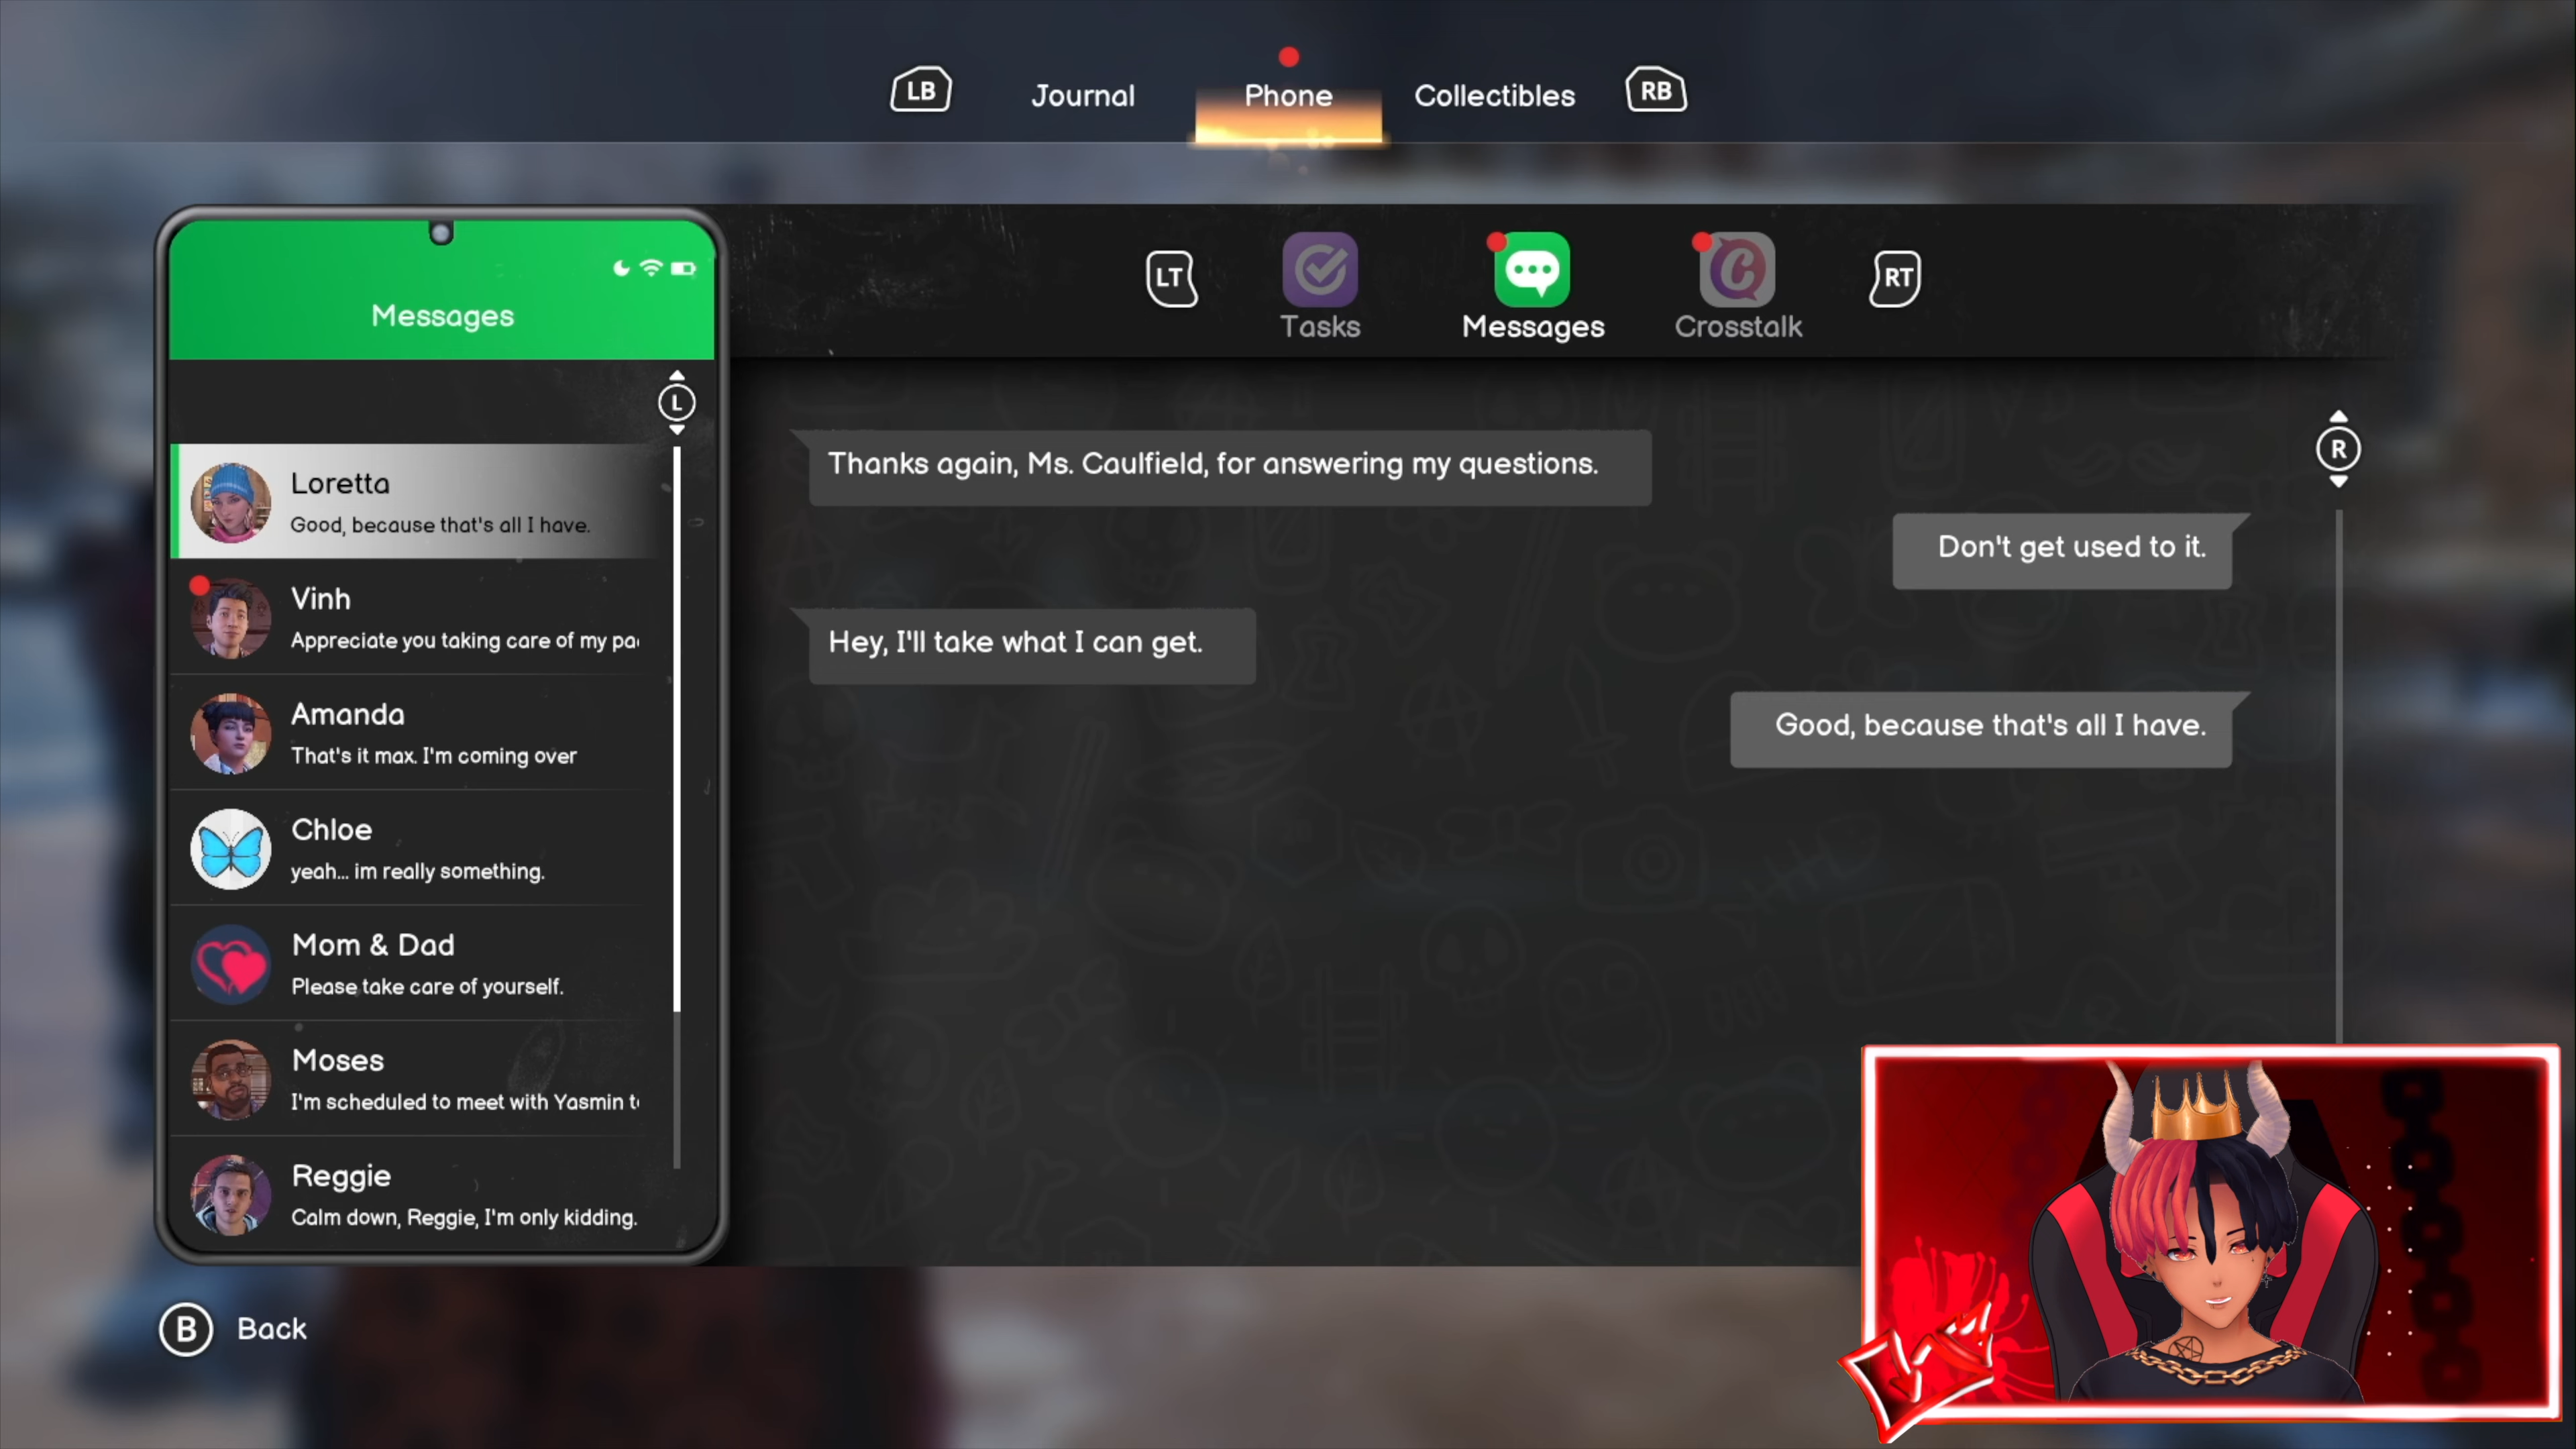 LB Journal Phone Collectibles RB
Messages
LT Tasks Messages Crosstalk RT
L
Loretta
Good, because that's all I have.
Vinh
Appreciate you taking care of my pa
Amanda
That's it max. I'm coming over
Chloe
yeah... im really something.
Mom & Dad
Please take care of yourself.
Moses
I'm scheduled to meet with Yasmin t
Reggie
Calm down, Reggie, I'm only kidding.
R
Thanks again, Ms. Caulfield, for answering my questions.
Don't get used to it.
Hey, I'll take what I can get.
Good, because that's all I have.
B Back